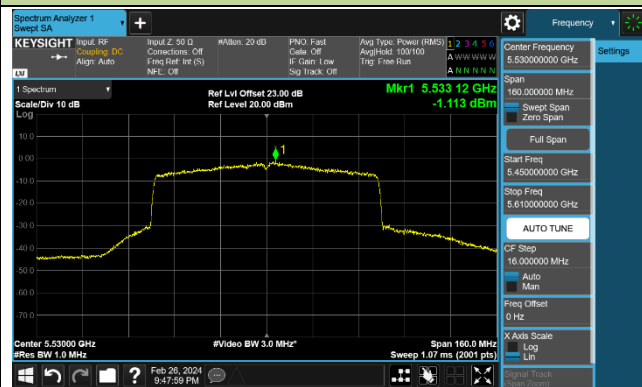 Spectrum Analyzer 1
Swept SA
Frequency
KEYSIGHT
Input: RF
Coupling: DC
Align: Auto
Input Z: 50 Ω
Corrections: Off
Freq Ref: Int (S)
NFE: Off
#Atten: 20 dB
PNO: Fast
Gate: Off
IF Gain: Low
Sig Track: Off
Avg Type: Power (RMS)
Avg|Hold: 100/100
Trig: Free Run
1 2 3 4 5 6
A W W W W W
A N N N N N
LXI
1 Spectrum
Scale/Div 10 dB
Log
Ref Lvl Offset 23.00 dB
Ref Level 20.00 dBm
Mkr1 5.533 12 GHz
-1.113 dBm
10.0
0.00
-10.0
-20.0
-30.0
-40.0
-50.0
-60.0
-70.0
1
Center 5.53000 GHz
#Res BW 1.0 MHz
#Video BW 3.0 MHz*
Span 160.0 MHz
Sweep 1.07 ms (2001 pts)
Center Frequency
5.530000000 GHz
Settings
Span
160.000000 MHz
Swept Span
Zero Span
Full Span
Start Freq
5.450000000 GHz
Stop Freq
5.610000000 GHz
AUTO TUNE
CF Step
16.000000 MHz
Auto
Man
Freq Offset
0 Hz
X Axis Scale
Log
Lin
Signal Track
(Span Zoom)
Feb 26, 2024
9:47:59 PM